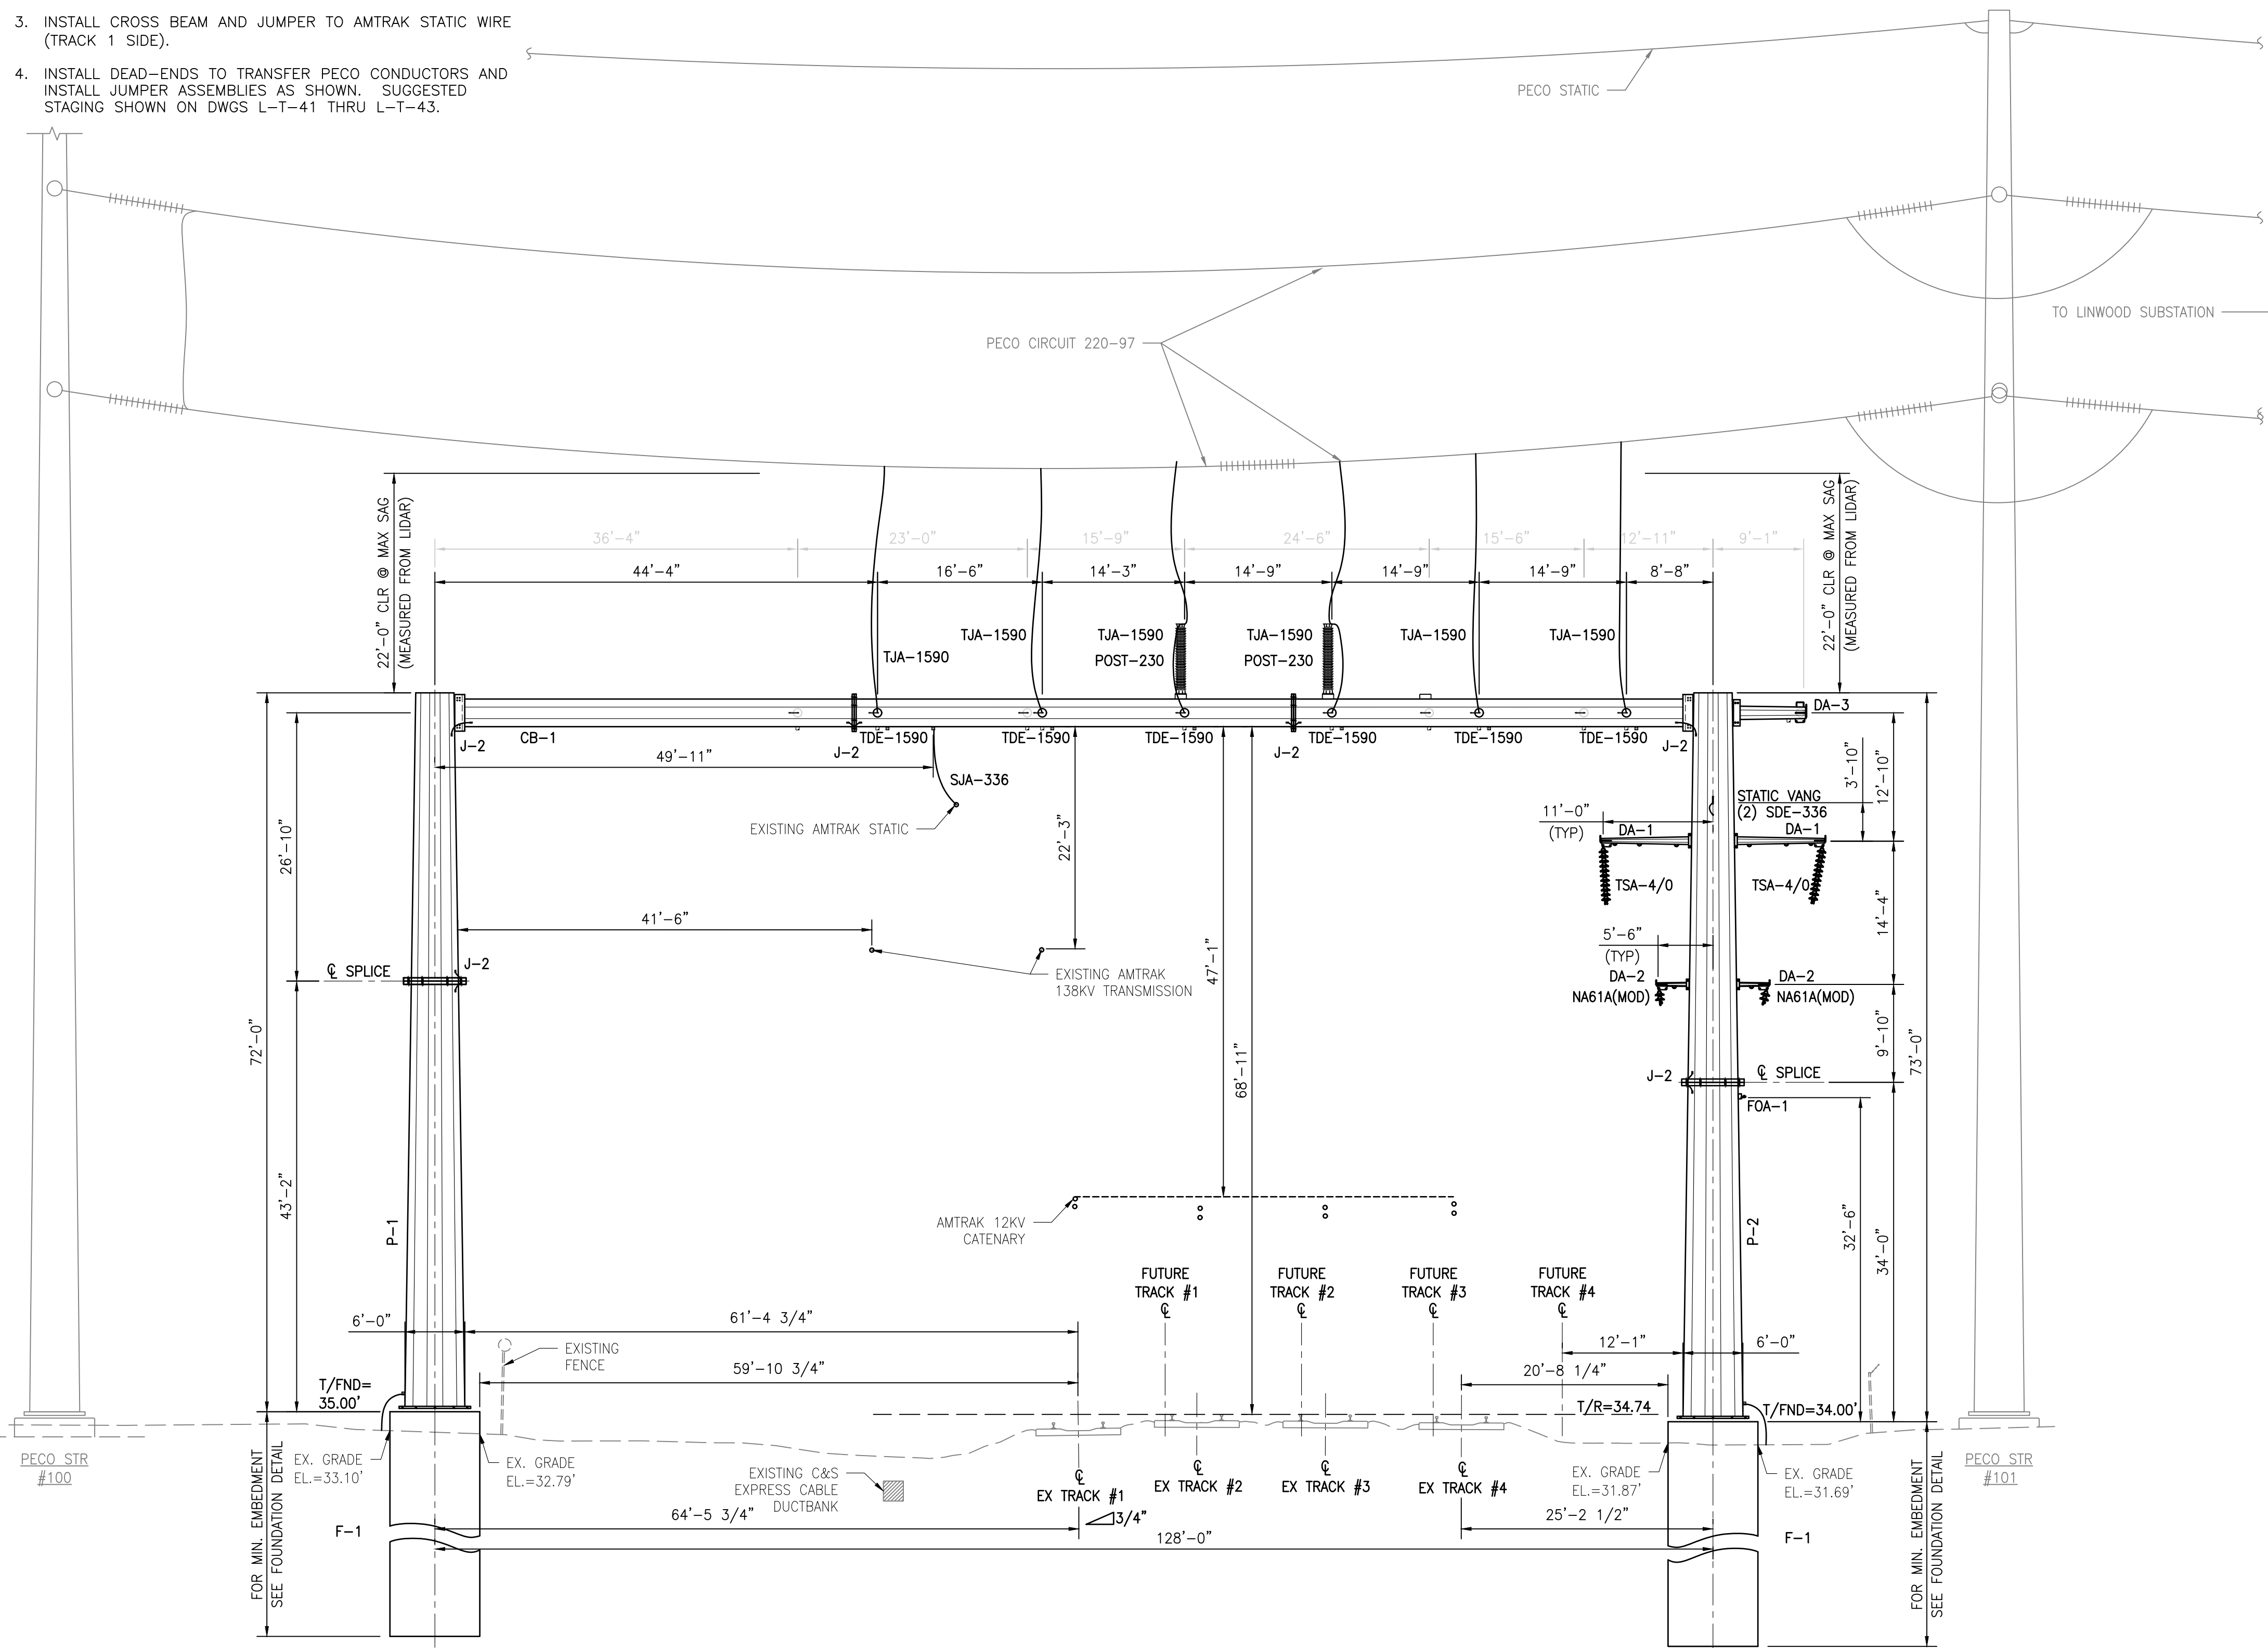 3. INSTALL CROSS BEAM AND JUMPER TO AMTRAK STATIC WIRE
(TRACK 1 SIDE).
4. INSTALL DEAD-ENDS TO TRANSFER PECO CONDUCTORS AND
INSTALL JUMPER ASSEMBLIES AS SHOWN. SUGGESTED
STAGING SHOWN ON DWGS L-T-41 THRU L-T-43.
PECO STATIC
TO LINWOOD SUBSTATION
PECO CIRCUIT 220-97
22'-0" CLR @ MAX SAG
(MEASURED FROM LIDAR)
22'-0" CLR @ MAX SAG
(MEASURED FROM LIDAR)
36'-4"
23'-0"
15'-9"
24'-6"
15'-6"
12'-11"
9'-1"
44'-4"
16'-6"
14'-3"
14'-9"
14'-9"
14'-9"
8'-8"
TJA-1590
TJA-1590
TJA-1590
POST-230
TJA-1590
POST-230
TJA-1590
TJA-1590
DA-3
J-2
CB-1
J-2
TDE-1590
TDE-1590
TDE-1590
J-2
TDE-1590
TDE-1590
TDE-1590
J-2
49'-11"
SJA-336
EXISTING AMTRAK STATIC
22'-3"
3'-10"
12'-10"
STATIC VANG
(2) SDE-336
11'-0"
(TYP)
DA-1
DA-1
TSA-4/0
TSA-4/0
26'-10"
41'-6"
14'-4"
5'-6"
(TYP)
DA-2
NA61A(MOD)
DA-2
NA61A(MOD)
℄ SPLICE
J-2
EXISTING AMTRAK
138KV TRANSMISSION
47'-1"
68'-11"
72'-0"
9'-10"
73'-0"
J-2
℄ SPLICE
FOA-1
43'-2"
P-1
AMTRAK 12KV
CATENARY
P-2
32'-6"
34'-0"
FUTURE
TRACK #1
℄
FUTURE
TRACK #2
℄
FUTURE
TRACK #3
℄
FUTURE
TRACK #4
℄
6'-0"
61'-4 3/4"
EXISTING
FENCE
59'-10 3/4"
12'-1"
6'-0"
20'-8 1/4"
T/FND=
35.00'
T/R=34.74
T/FND=34.00'
PECO STR
#100
FOR MIN. EMBEDMENT
SEE FOUNDATION DETAIL
EX. GRADE
EL.=33.10'
EX. GRADE
EL.=32.79'
EXISTING C&S
EXPRESS CABLE
DUCTBANK
℄
EX TRACK #1
℄
EX TRACK #2
℄
EX TRACK #3
℄
EX TRACK #4
EX. GRADE
EL.=31.87'
EX. GRADE
EL.=31.69'
FOR MIN. EMBEDMENT
SEE FOUNDATION DETAIL
PECO STR
#101
64'-5 3/4"
3/4"
25'-2 1/2"
F-1
128'-0"
F-1